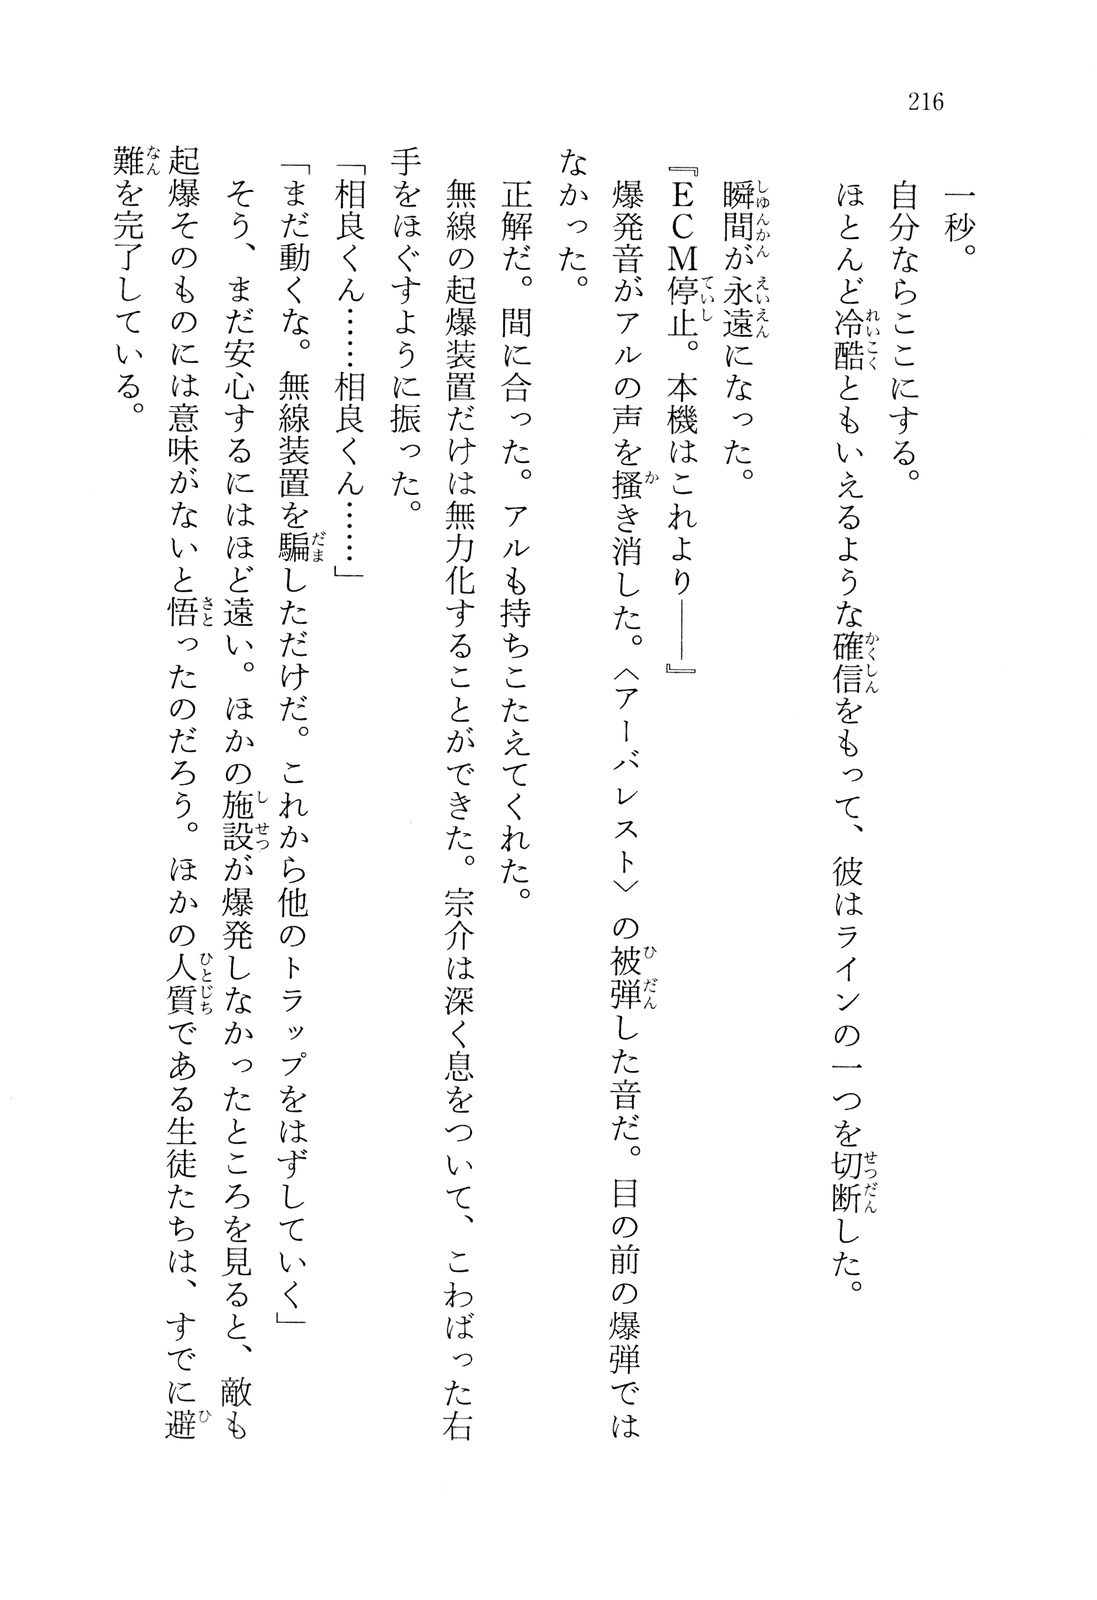 216
一秒。
自分ならここにする。
ほとんど冷酷ともいえるような確信をもって、彼はラインの一つを切断した。
瞬間が永遠になった。
『ＥＣＭ停止。本機はこれより――』
爆発音がアルの声を掻き消した。〈アーバレスト〉の被弾した音だ。目の前の爆弾では
なかった。
正解だ。間に合った。アルも持ちこたえてくれた。
無線の起爆装置だけは無力化することができた。宗介は深く息をついて、こわばった右
手をほぐすように振った。
「相良くん……相良くん……」
「まだ動くな。無線装置を騙しただけだ。これから他のトラップをはずしていく」
そう、まだ安心するにはほど遠い。ほかの施設が爆発しなかったところを見ると、敵も
起爆そのものには意味がないと悟ったのだろう。ほかの人質である生徒たちは、すでに避
難を完了している。